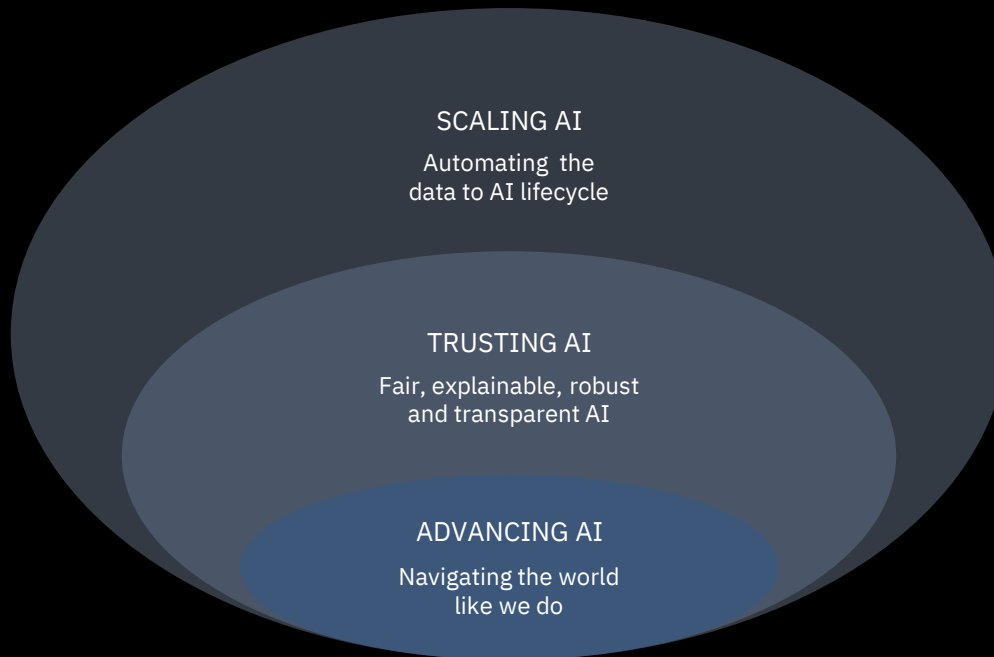 SCALING AI
Automating the
data to AI lifecycle
TRUSTING AI
Fair, explainable, robust
and transparent AI
ADVANCING AI
Navigating the world
like we do